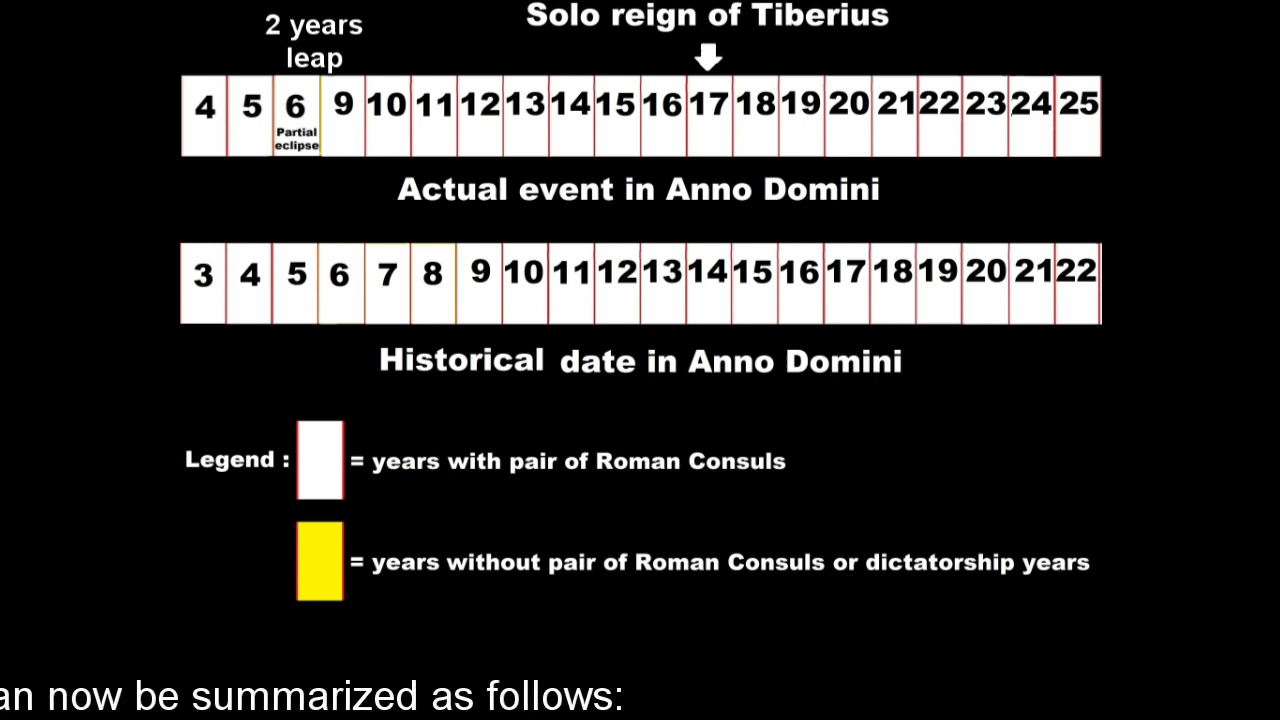 Solo reign of Tiberius
2 years
leap
4 5 6 9 10 11 12 13 14 15 16 17 18 19 20 21 22 23 24 25
Partial
eclipse
Actual event in Anno Domini
3 4 5 6 7 8 9 10 11 12 13 14 15 16 17 18 19 20 21 22
Historical date in Anno Domini
Legend : = years with pair of Roman Consuls
= years without pair of Roman Consuls or dictatorship years
an now be summarized as follows: